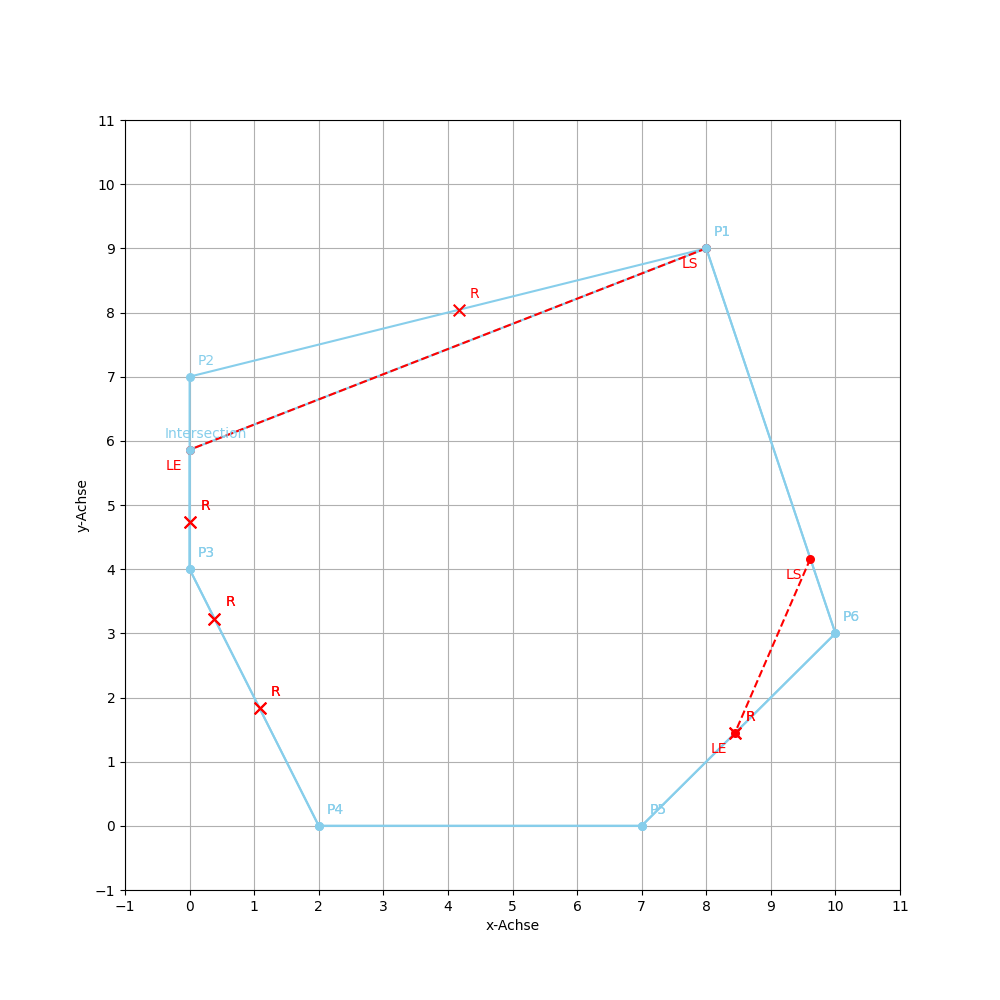 11
10
9
8
7
6
5
4
3
2
1
0
−1
y-Achse
P1
LS
R
P2
Intersection
LE
R
P3
LS
R
P6
R
R
LE
P4
P5
−1 0 1 2 3 4 5 6 7 8 9 10 11
x-Achse